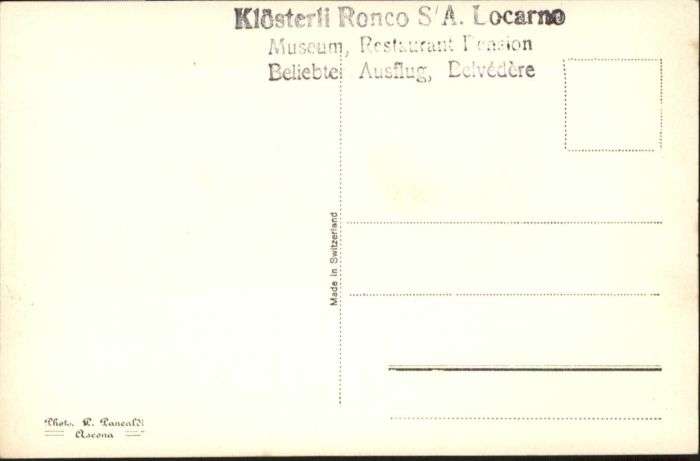 Klösterli Ronco S/A. Locarno
Museum, Restaurant Pension
Beliebter Ausflug, Belvédère
Made in Switzerland
Phot. P. Pancaldi
Ascona